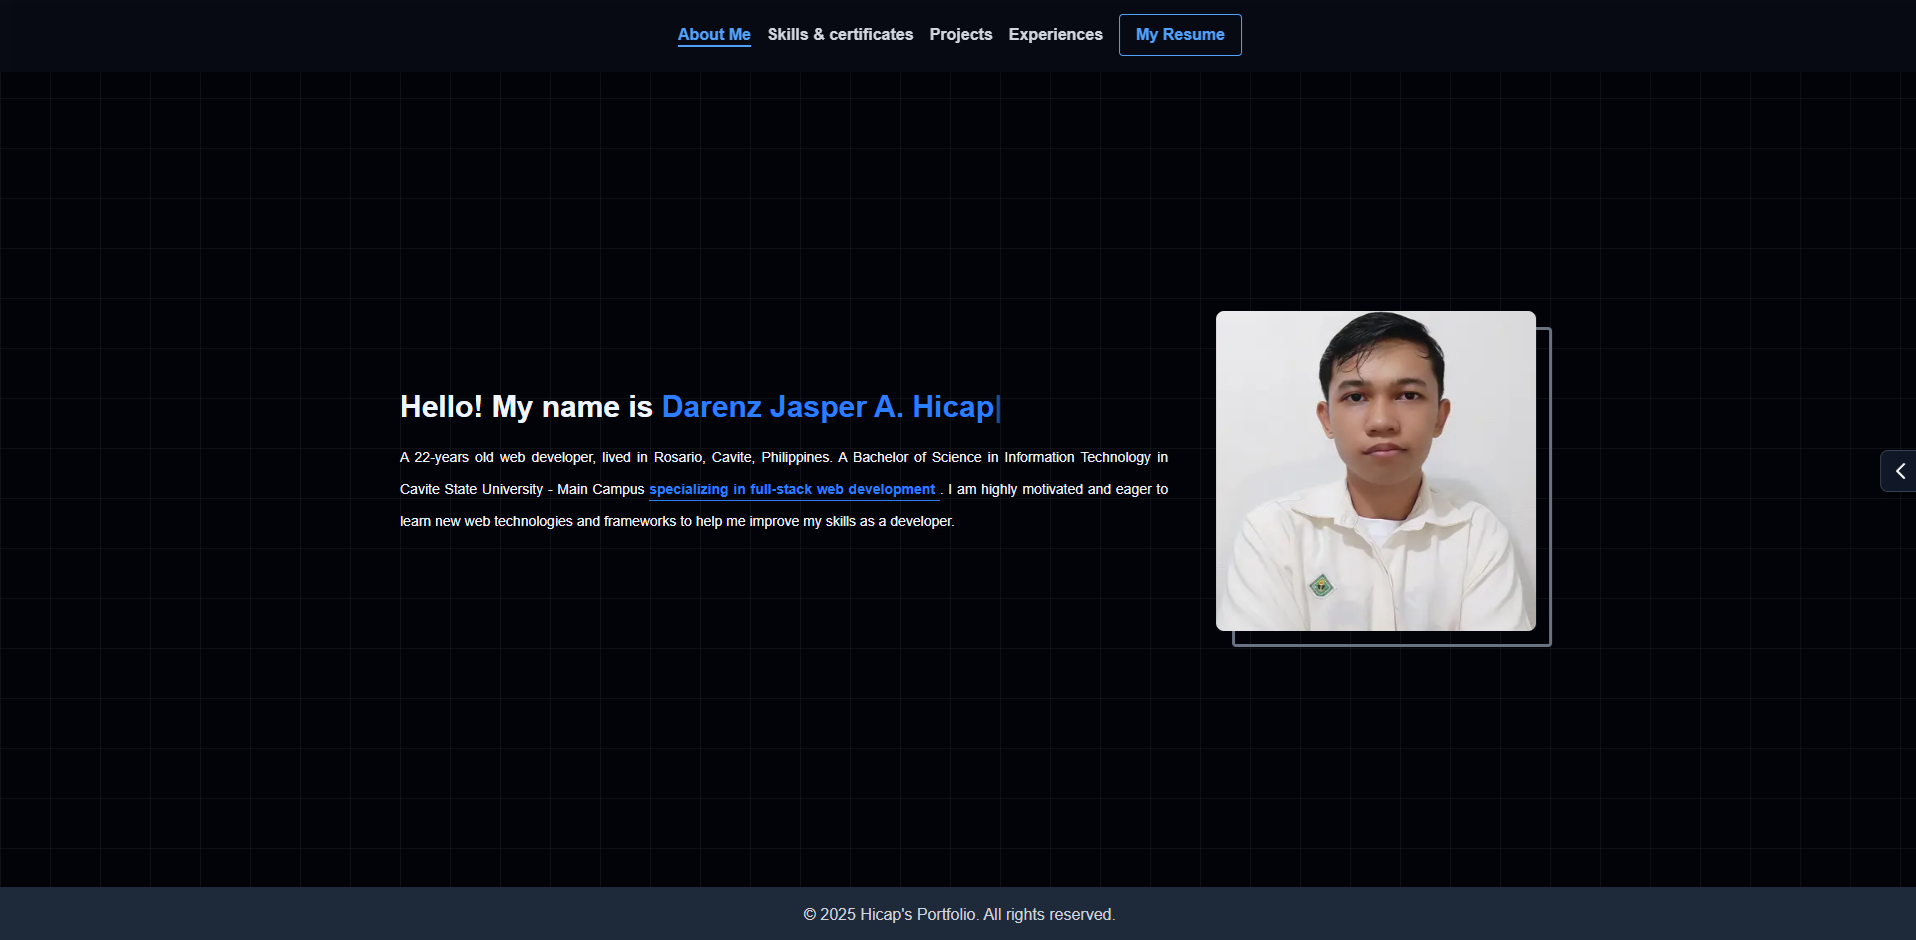 About Me Skills & certificates Projects Experiences My Resume
Hello! My name is Darenz Jasper A. Hicap|
A 22-years old web developer, lived in Rosario, Cavite, Philippines. A Bachelor of Science in Information Technology in
Cavite State University - Main Campus specializing in full-stack web development . I am highly motivated and eager to
learn new web technologies and frameworks to help me improve my skills as a developer.
© 2025 Hicap's Portfolio. All rights reserved.